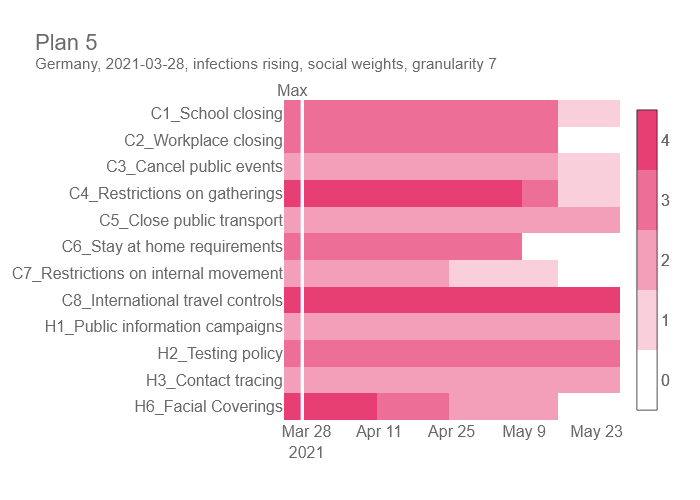 Plan 5
Germany, 2021-03-28, infections rising, social weights, granularity 7
Max
C1_School closing
C2_Workplace closing
C3_Cancel public events
C4_Restrictions on gatherings
C5_Close public transport
C6_Stay at home requirements
C7_Restrictions on internal movement
C8_International travel controls
H1_Public information campaigns
H2_Testing policy
H3_Contact tracing
H6_Facial Coverings
Mar 28 Apr 11 Apr 25 May 9 May 23
2021
4
3
2
1
0